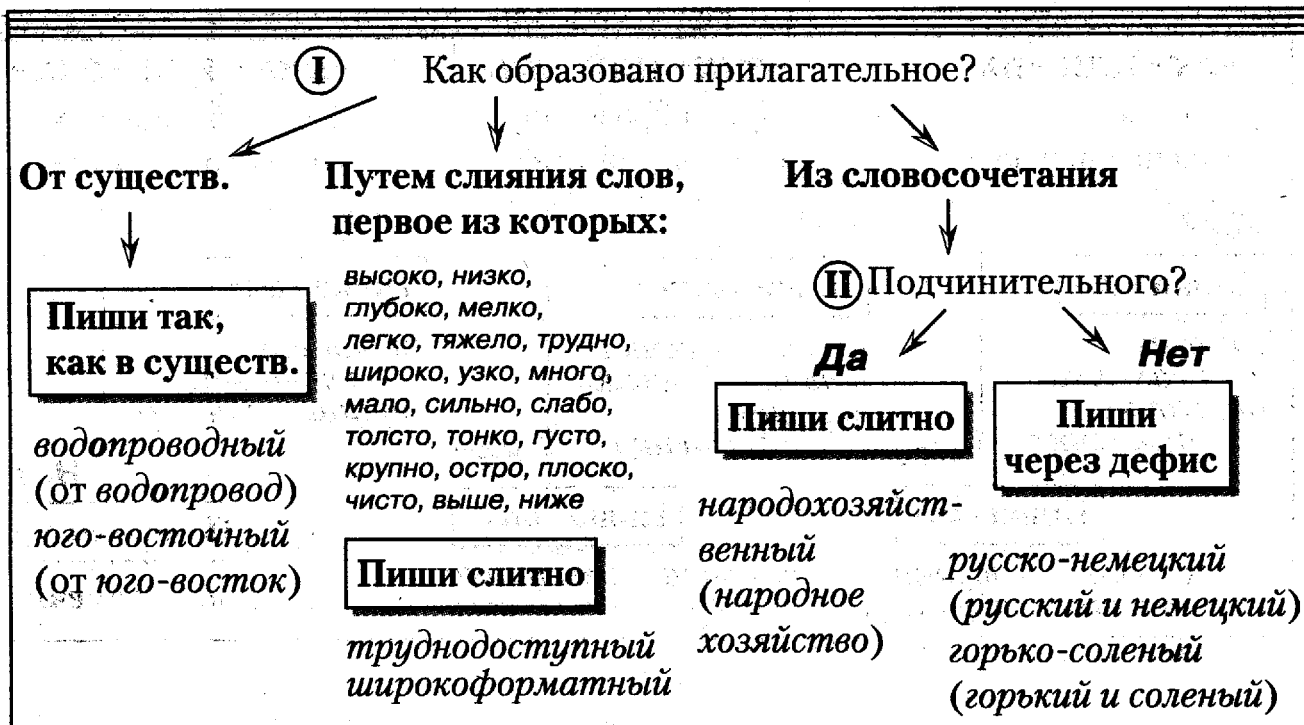 I Как образовано прилагательное?
От существ.
Пиши так,
как в существ.
водопроводный
(от водопровод)
юго-восточный
(от юго-восток)
Путем слияния слов,
первое из которых:
высоко, низко,
глубоко, мелко,
легко, тяжело, трудно,
широко, узко, много,
мало, сильно, слабо,
толсто, тонко, густо,
крупно, остро, плоско,
чисто, выше, ниже
Пиши слитно
труднодоступный
широкоформатный
Из словосочетания
II Подчинительного?
Да
Пиши слитно
народохозяйст-
венный
(народное
хозяйство)
Нет
Пиши
через дефис
русско-немецкий
(русский и немецкий)
горько-соленый
(горький и соленый)